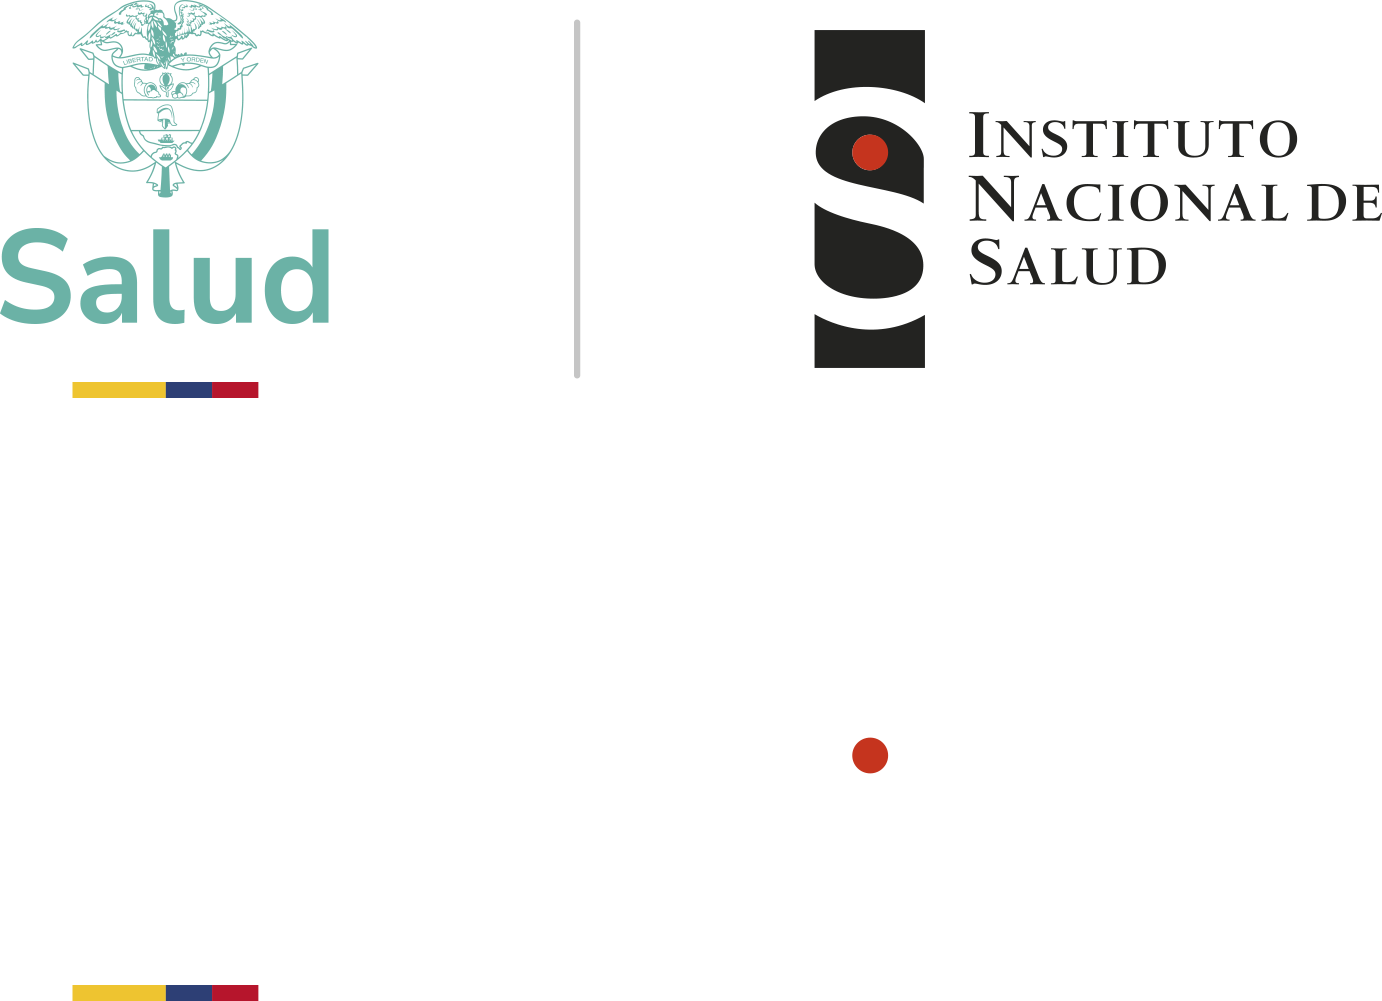 LIBERTAD Y ORDEN
Salud
INSTITUTO
NACIONAL DE
SALUD